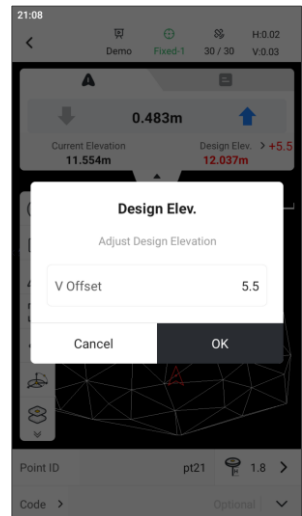 21:08
Demo Fixed-1 30 / 30 H:0.02 V:0.03
0.483m
Current Elevation Design Elev. > +5.5
11.554m 12.037m
Design Elev.
Adjust Design Elevation
V Offset 5.5
Cancel OK
Point ID pt21 1.8
Code > Optional